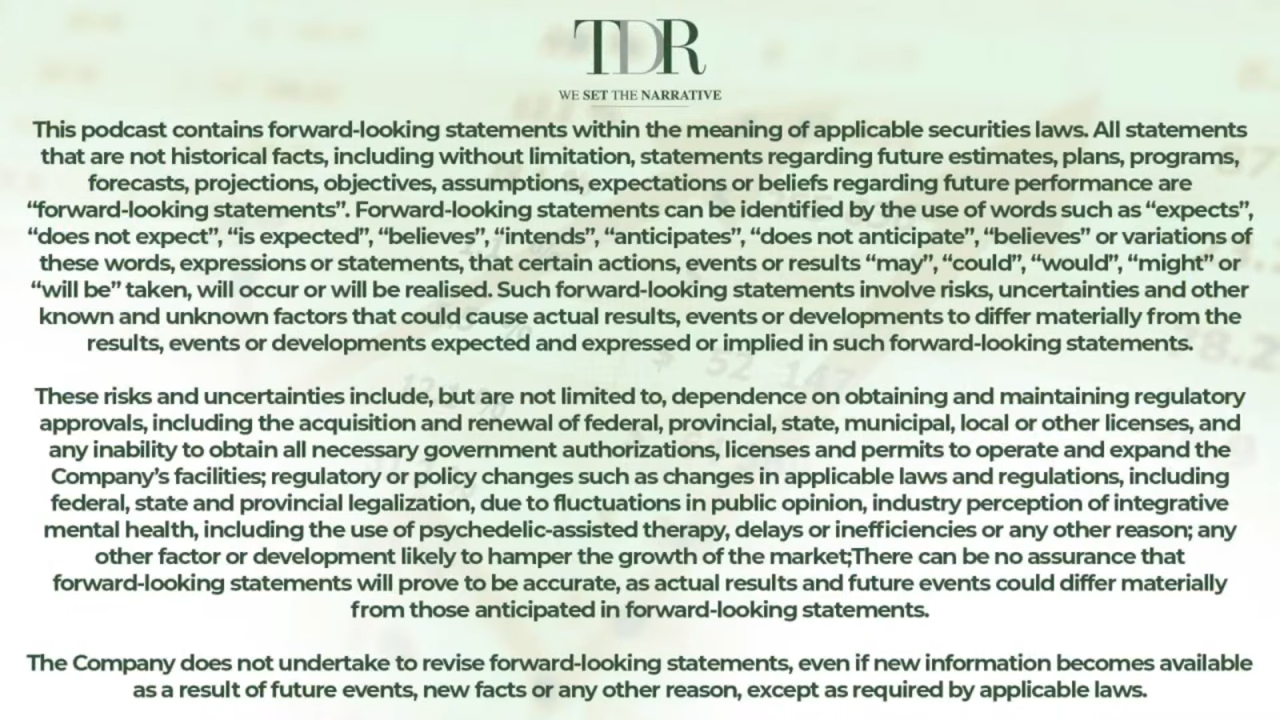 TDR
WE SET THE NARRATIVE
This podcast contains forward-looking statements within the meaning of applicable securities laws. All statements
that are not historical facts, including without limitation, statements regarding future estimates, plans, programs,
forecasts, projections, objectives, assumptions, expectations or beliefs regarding future performance are
“forward-looking statements”. Forward-looking statements can be identified by the use of words such as “expects”,
“does not expect”, “is expected”, “believes”, “intends”, “anticipates”, “does not anticipate”, “believes” or variations of
these words, expressions or statements, that certain actions, events or results “may”, “could”, “would”, “might” or
“will be” taken, will occur or will be realised. Such forward-looking statements involve risks, uncertainties and other
known and unknown factors that could cause actual results, events or developments to differ materially from the
results, events or developments expected and expressed or implied in such forward-looking statements.
These risks and uncertainties include, but are not limited to, dependence on obtaining and maintaining regulatory
approvals, including the acquisition and renewal of federal, provincial, state, municipal, local or other licenses, and
any inability to obtain all necessary government authorizations, licenses and permits to operate and expand the
Company’s facilities; regulatory or policy changes such as changes in applicable laws and regulations, including
federal, state and provincial legalization, due to fluctuations in public opinion, industry perception of integrative
mental health, including the use of psychedelic-assisted therapy, delays or inefficiencies or any other reason; any
other factor or development likely to hamper the growth of the market;There can be no assurance that
forward-looking statements will prove to be accurate, as actual results and future events could differ materially
from those anticipated in forward-looking statements.
The Company does not undertake to revise forward-looking statements, even if new information becomes available
as a result of future events, new facts or any other reason, except as required by applicable laws.